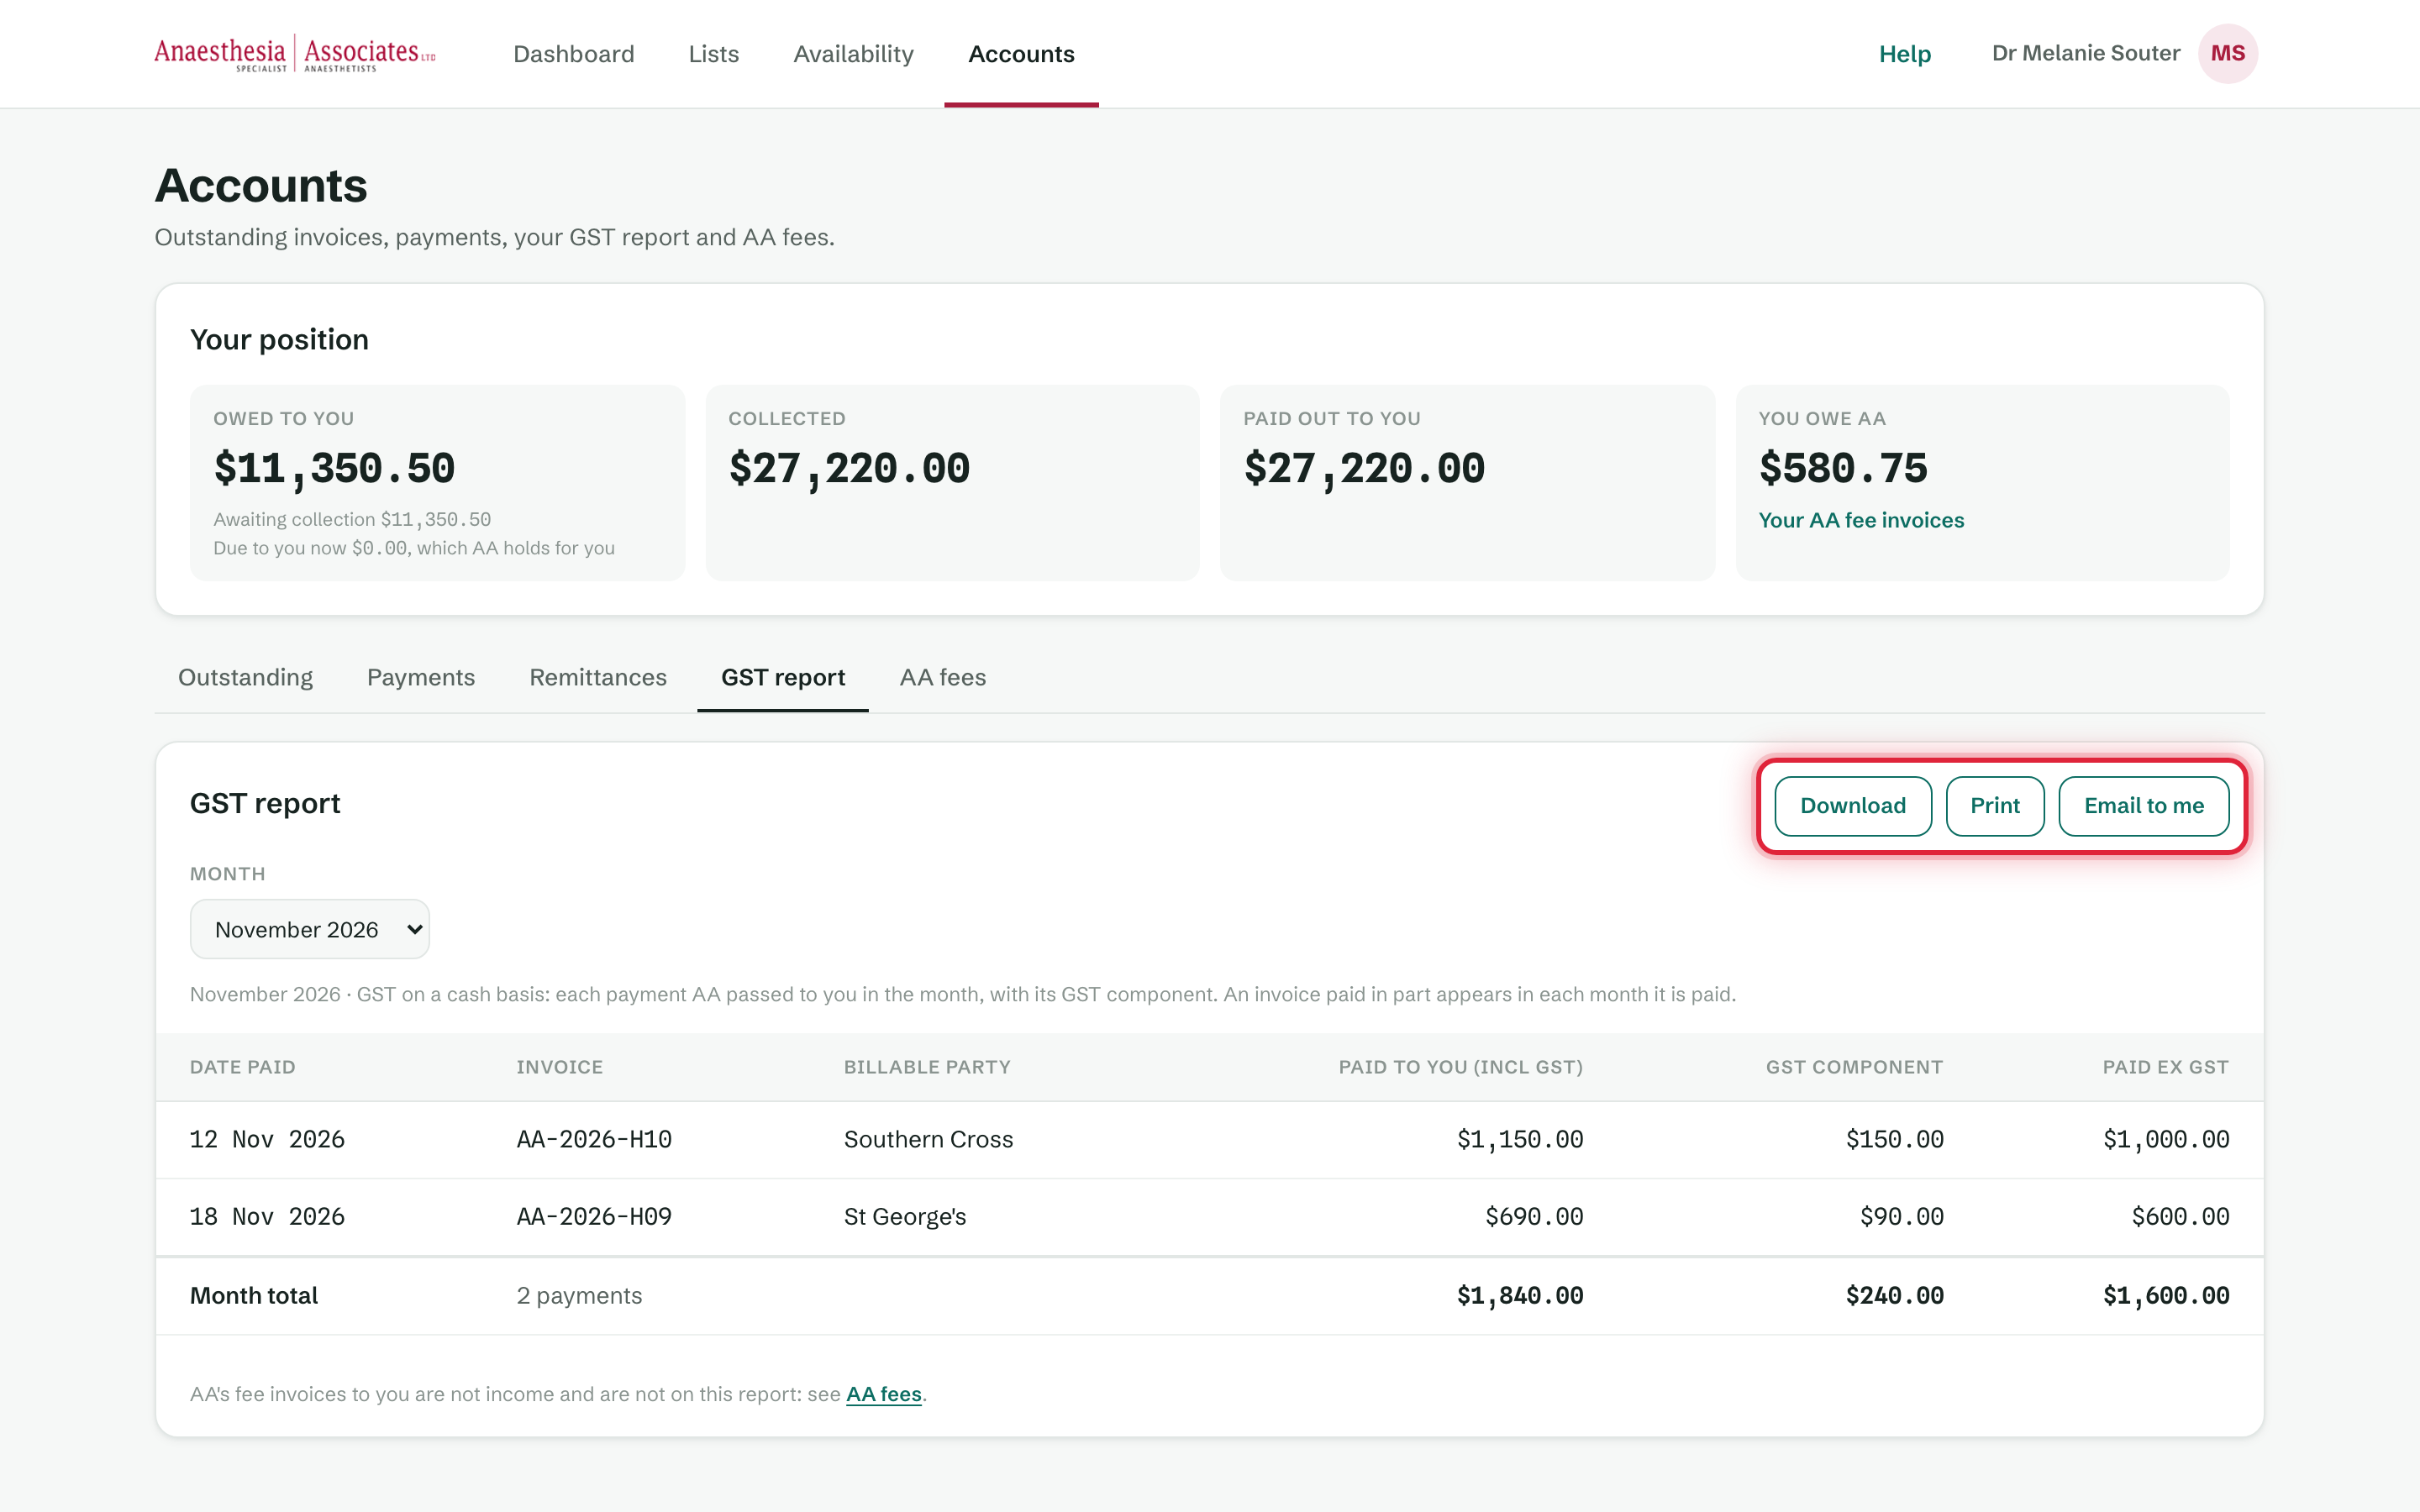 Anaesthesia | Associates LTD
SPECIALIST ANAESTHETISTS
Dashboard Lists Availability Accounts Help Dr Melanie Souter MS
Accounts
Outstanding invoices, payments, your GST report and AA fees.
Your position
OWED TO YOU COLLECTED PAID OUT TO YOU YOU OWE AA
$11,350.50 $27,220.00 $27,220.00 $580.75
Awaiting collection $11,350.50 Your AA fee invoices
Due to you now $0.00, which AA holds for you
Outstanding Payments Remittances GST report AA fees
GST report Download Print Email to me
MONTH
November 2026
November 2026 · GST on a cash basis: each payment AA passed to you in the month, with its GST component. An invoice paid in part appears in each month it is paid.
DATE PAID INVOICE BILLABLE PARTY PAID TO YOU (INCL GST) GST COMPONENT PAID EX GST
12 Nov 2026 AA-2026-H10 Southern Cross $1,150.00 $150.00 $1,000.00
18 Nov 2026 AA-2026-H09 St George's $690.00 $90.00 $600.00
Month total 2 payments $1,840.00 $240.00 $1,600.00
AA's fee invoices to you are not income and are not on this report: see AA fees.